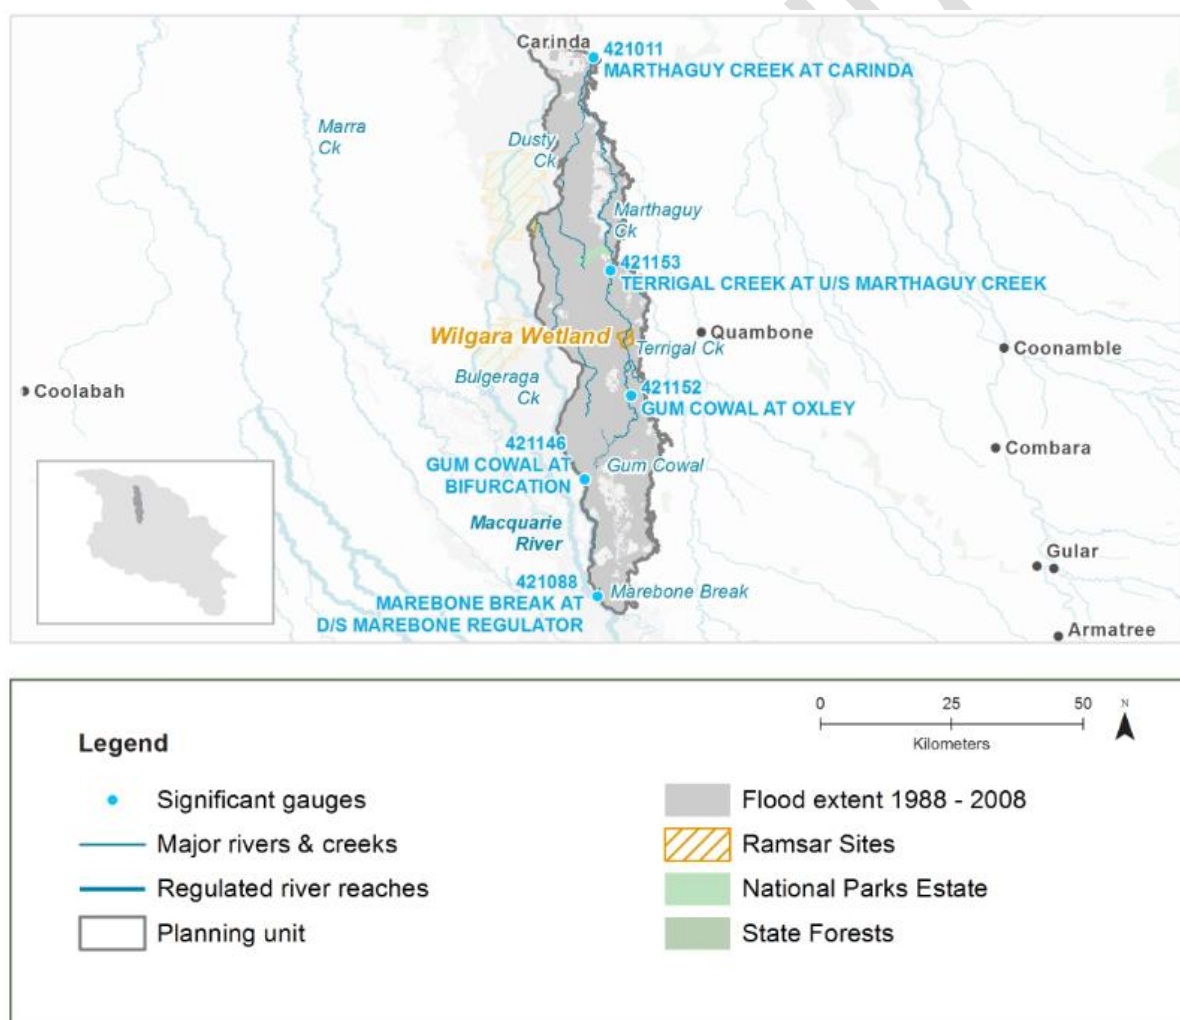 Carinda
421011
MARTHAGUY CREEK AT CARINDA
Marra
Ck
Dusty
Ck
Marthaguy
Ck
421153
TERRIGAL CREEK AT U/S MARTHAGUY CREEK
Wilgara Wetland
Quambone
Terrigal Ck
Coonamble
Coolabah
Bulgeraga
Ck
421152
GUM COWAL AT OXLEY
421146
GUM COWAL AT
BIFURCATION
Gum Cowal
Combara
Macquarie
River
Gular
421088
MAREBONE BREAK AT
D/S MAREBONE REGULATOR
Marebone Break
Armatree
0 25 50
Kilometers
N
Legend
Significant gauges
Major rivers & creeks
Regulated river reaches
Planning unit
Flood extent 1988 - 2008
Ramsar Sites
National Parks Estate
State Forests